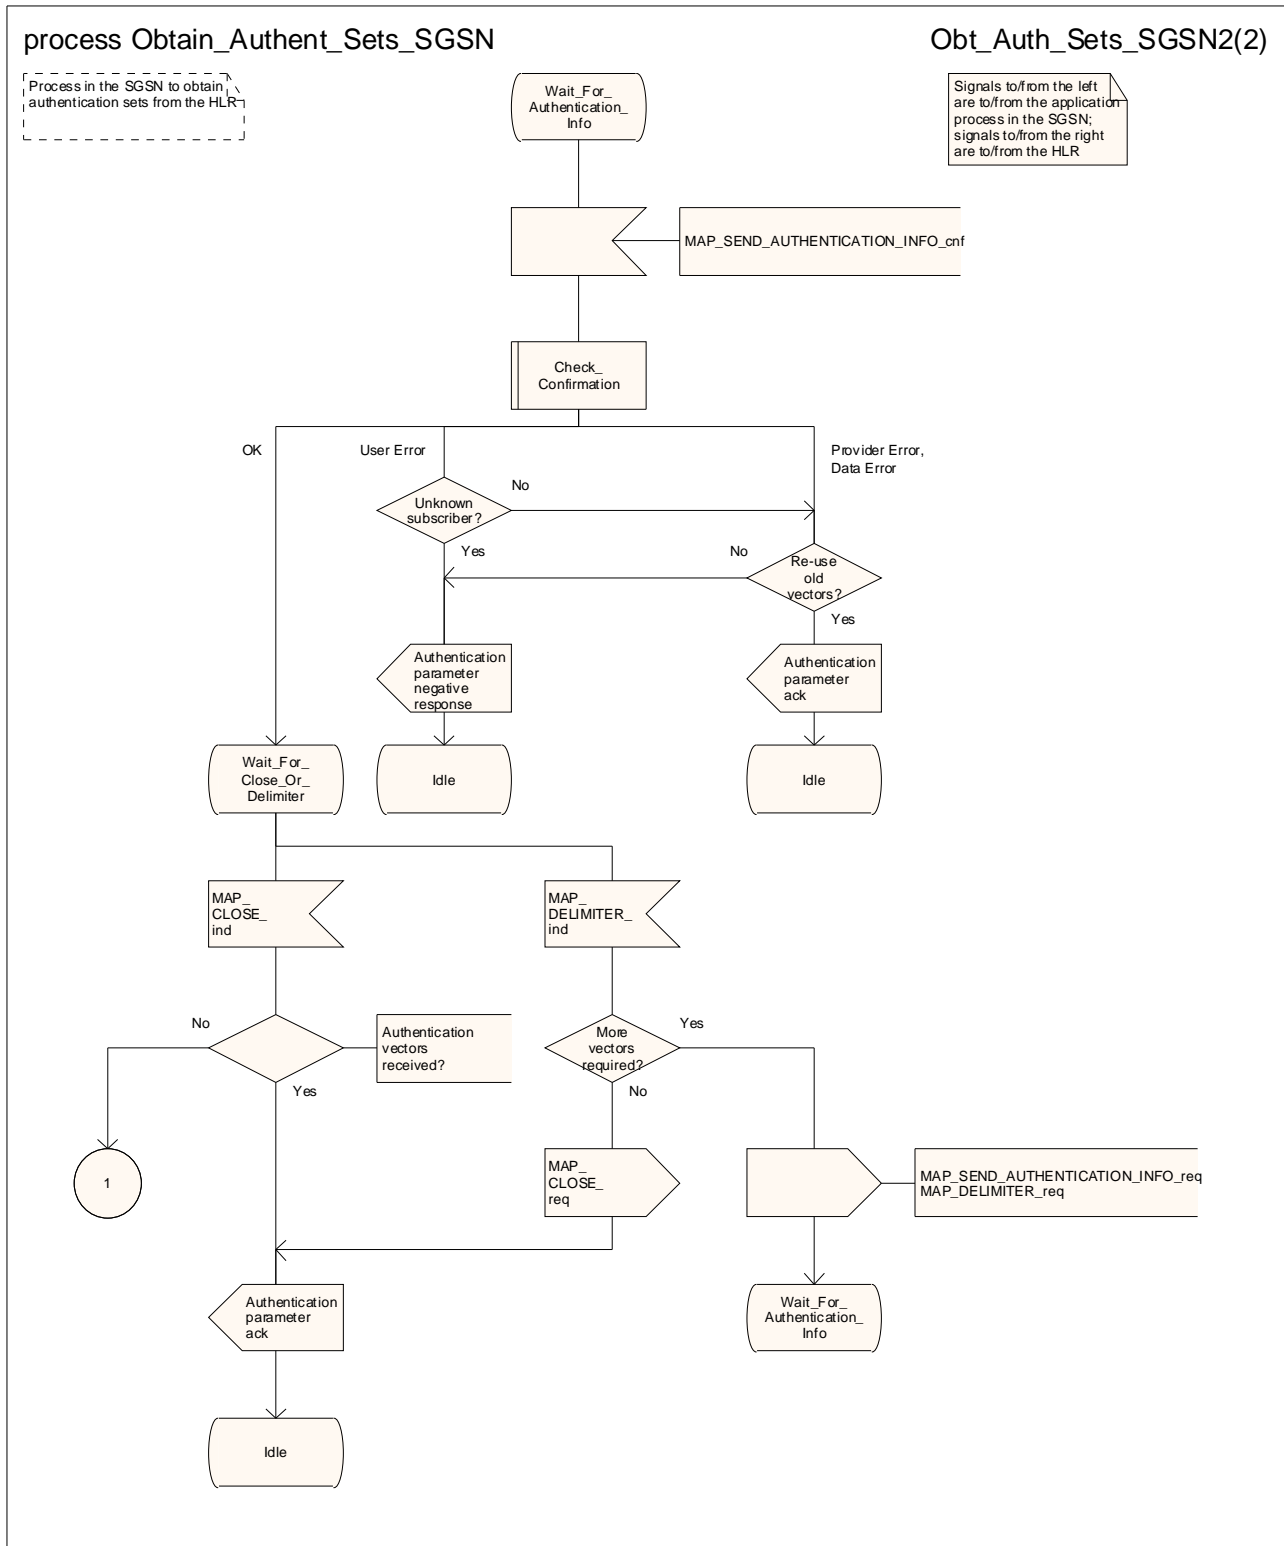 process Obtain_Authent_Sets_SGSN
Obt_Auth_Sets_SGSN2(2)
Process in the SGSN to obtain
authentication sets from the HLR
Wait_For_
Authentication_
Info
Signals to/from the left
are to/from the application
process in the SGSN;
signals to/from the right
are to/from the HLR
MAP_SEND_AUTHENTICATION_INFO_cnf
Check_
Confirmation
OK
User Error
Provider Error,
Data Error
No
Unknown
subscriber?
Yes
No
Re-use
old
vectors?
Yes
Authentication
parameter
negative
response
Authentication
parameter
ack
Wait_For_
Close_Or_
Delimiter
Idle
Idle
MAP_
CLOSE_
ind
MAP_
DELIMITER_
ind
No
Authentication
vectors
received?
Yes
More
vectors
required?
Yes
No
1
MAP_
CLOSE_
req
MAP_SEND_AUTHENTICATION_INFO_req
MAP_DELIMITER_req
Authentication
parameter
ack
Wait_For_
Authentication_
Info
Idle